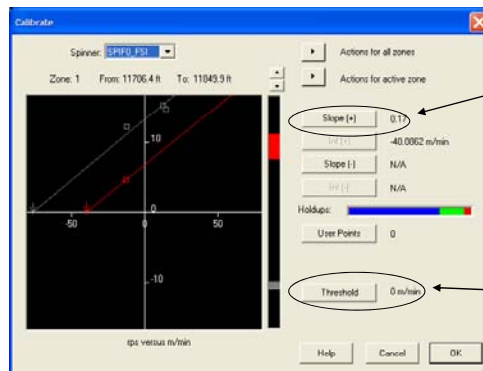 Calibrate
Spinner: SPIF0_FSI
Zone: 1 From: 11706.4 ft To: 11049.9 ft
Actions for all zones
Actions for active zone
Slope (+) 0.17
Int (+) -40.0862 m/min
Slope (-) N/A
Int (-) N/A
Holdups:
User Points 0
Threshold 0 m/min
10
-50 0 50
-10
rps versus m/min
Help Cancel OK